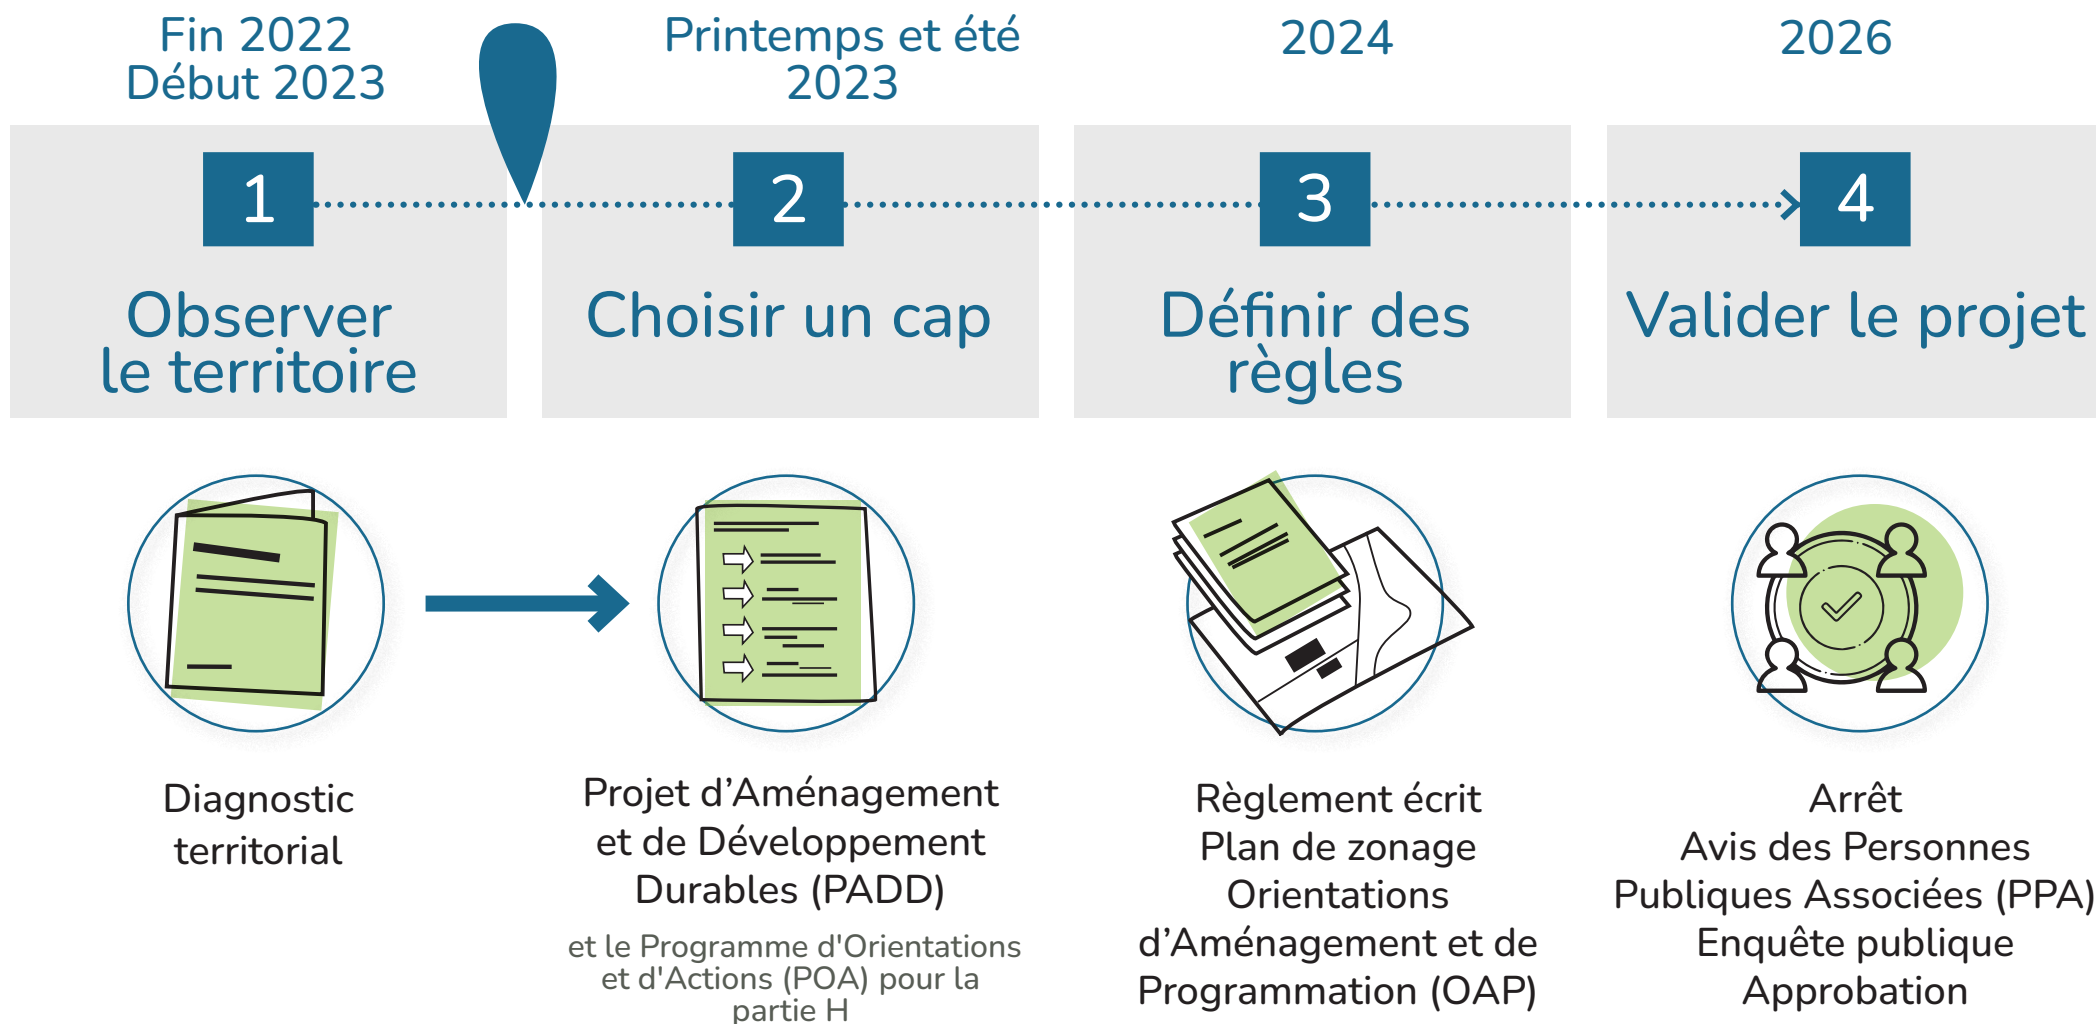 Fin 2022
Début 2023
Printemps et été
2023
2024
2026
1
2
3
4
Observer
le territoire
Choisir un cap
Définir des
règles
Valider le projet
Diagnostic
territorial
Projet d’Aménagement
et de Développement
Durables (PADD)
et le Programme d'Orientations
et d'Actions (POA) pour la
partie H
Règlement écrit
Plan de zonage
Orientations
d’Aménagement et de
Programmation (OAP)
Arrêt
Avis des Personnes
Publiques Associées (PPA)
Enquête publique
Approbation